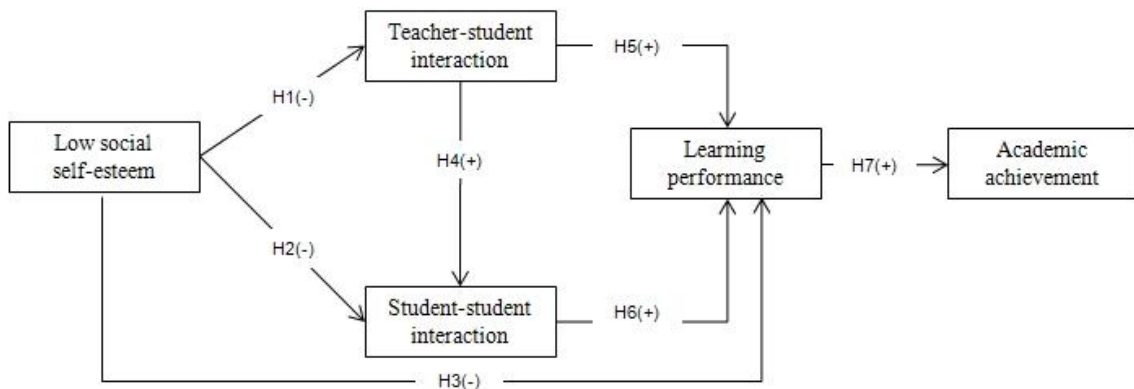 Teacher-student
interaction
H5(+)
H1(-)
Low social
self-esteem
H4(+)
Learning
performance
H7(+)
Academic
achievement
H2(-)
Student-student
interaction
H6(+)
H3(-)